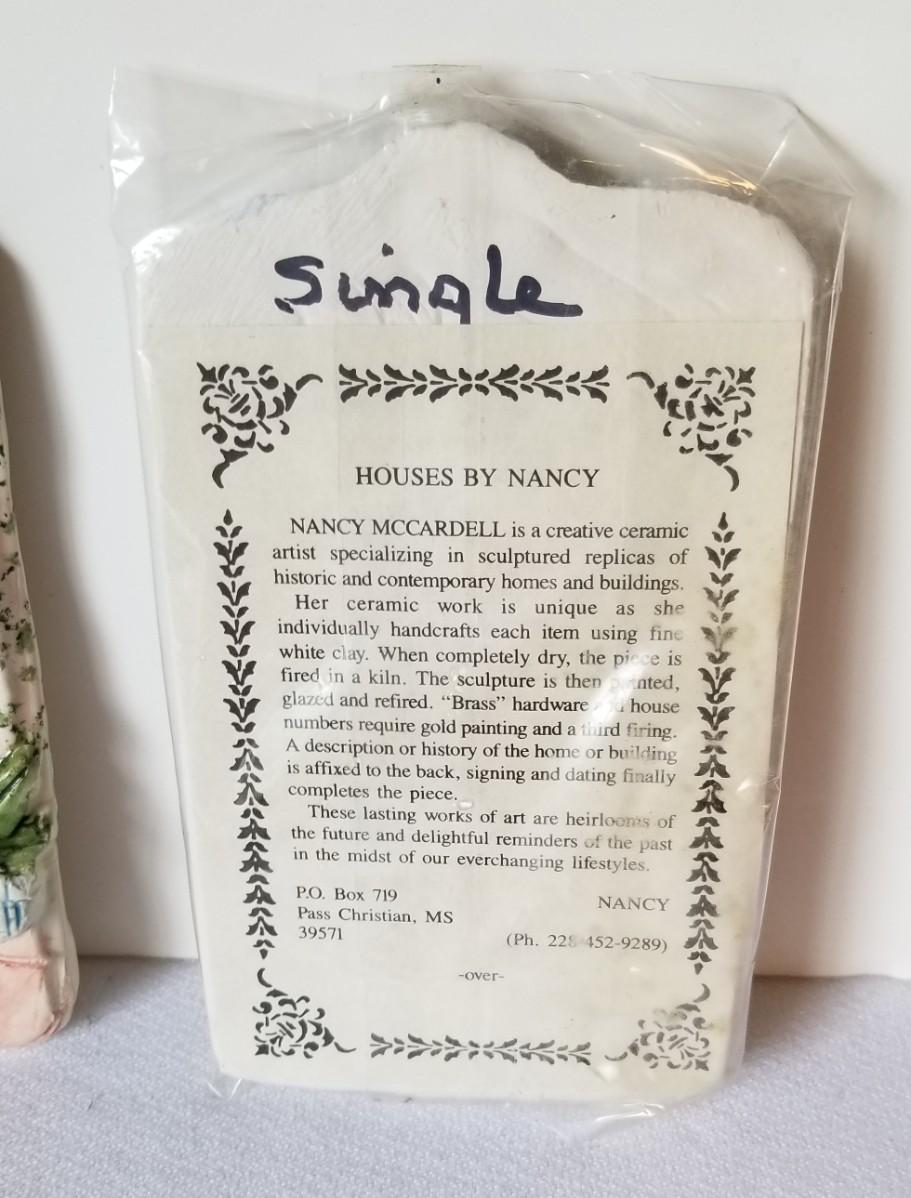 Single
HOUSES BY NANCY
NANCY MCCARDELL is a creative ceramic
artist specializing in sculptured replicas of
historic and contemporary homes and buildings.
Her ceramic work is unique as she
individually handcrafts each item using fine
white clay. When completely dry, the piece is
fired in a kiln. The sculpture is then painted,
glazed and refired. "Brass" hardware house
numbers require gold painting and a third firing.
A description or history of the home or building
is affixed to the back, signing and dating finally
completes the piece.
These lasting works of art are heirlooms of
the future and delightful reminders of the past
in the midst of our everchanging lifestyles.
P.O. Box 719
Pass Christian, MS
39571
NANCY
(Ph. 228 452-9289)
-over-